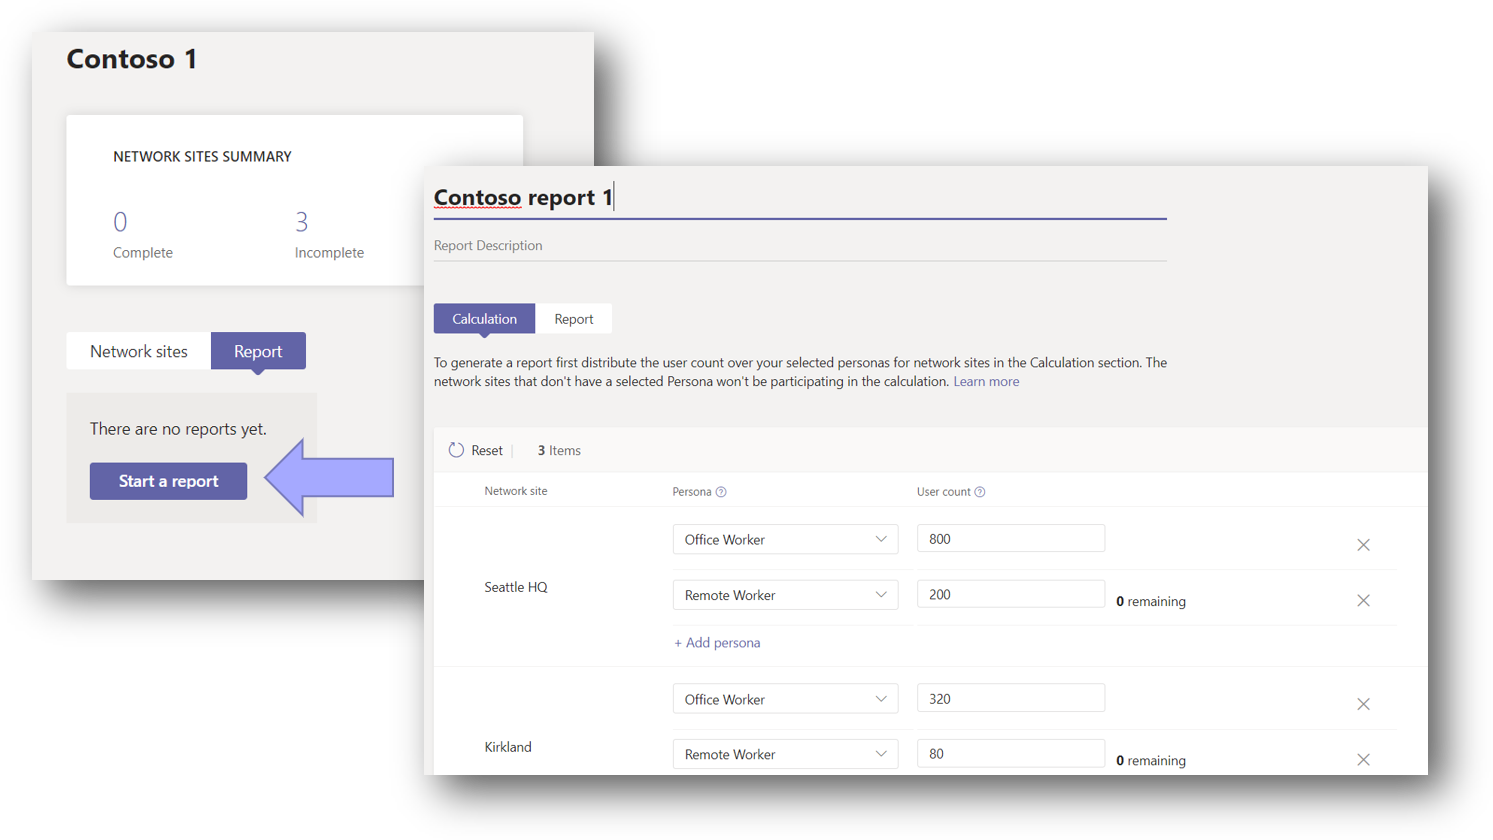 Contoso 1
NETWORK SITES SUMMARY
0 3
Complete Incomplete
Network sites Report
There are no reports yet.
Start a report
Contoso report 1
Report Description
Calculation Report
To generate a report first distribute the user count over your selected personas for network sites in the Calculation section. The
network sites that don't have a selected Persona won't be participating in the calculation. Learn more
Reset 3 Items
Network site Persona ? User count ?
Office Worker 800
Seattle HQ
Remote Worker 200 0 remaining
+ Add persona
Office Worker 320
Kirkland
Remote Worker 80 0 remaining